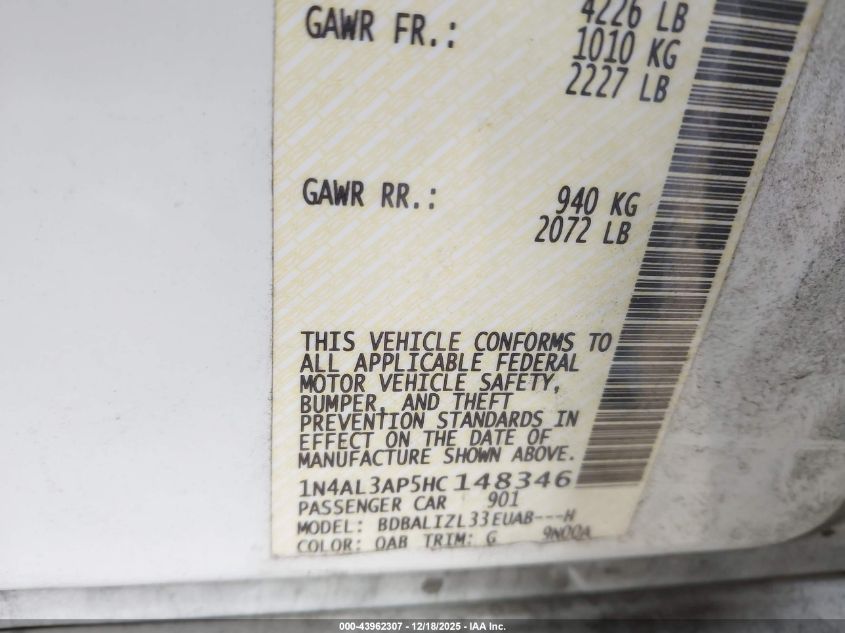 4226 LB
GAWR FR.: 1010 KG
2227 LB
GAWR RR.: 940 KG
2072 LB
THIS VEHICLE CONFORMS TO
ALL APPLICABLE FEDERAL
MOTOR VEHICLE SAFETY,
BUMPER, AND THEFT
PREVENTION STANDARDS IN
EFFECT ON THE DATE OF
MANUFACTURE SHOWN ABOVE.
1N4AL3AP5HC148346
PASSENGER CAR 901
MODEL: BDBALIZL33EUAB---H
COLOR: QAB TRIM: G
000-43962307 - 12/18/2025 - IAA Inc.